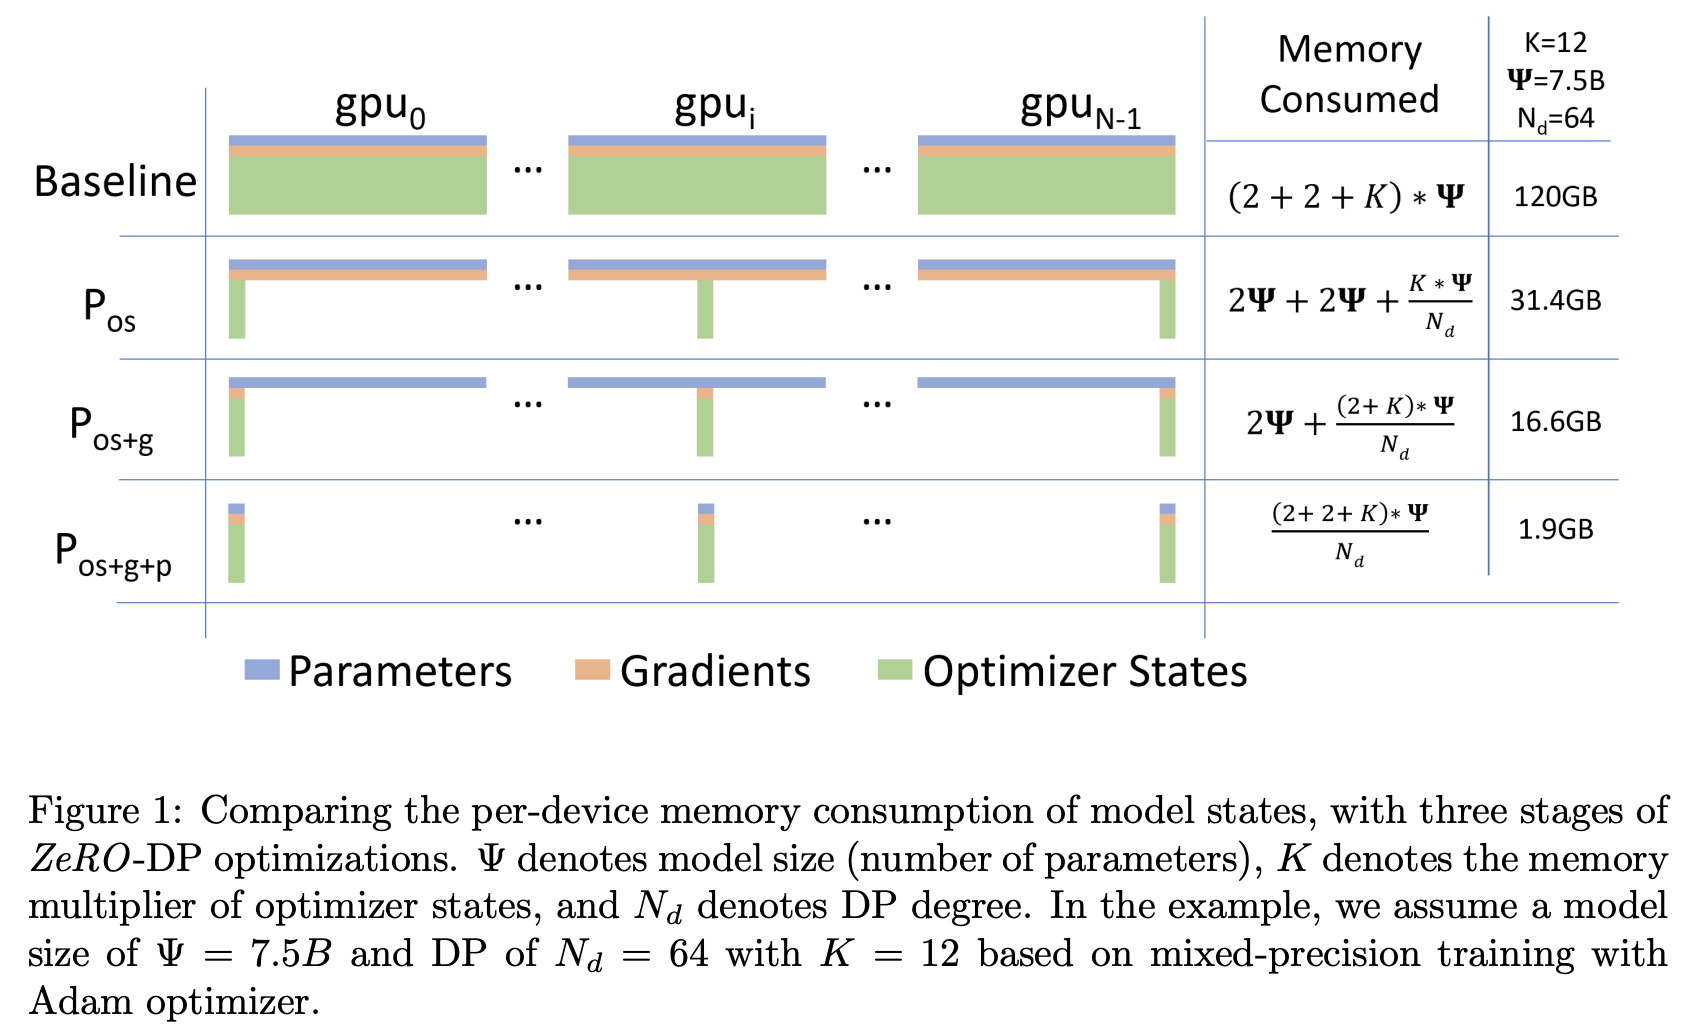 gpu0 gpui gpuN-1 Memory Consumed K=12 Ψ=7.5B Nd=64
Baseline ... ... (2 + 2 + K) ∗ Ψ 120GB
Pos ... ... 2Ψ + 2Ψ + K ∗ Ψ / Nd 31.4GB
Pos+g ... ... 2Ψ + (2+ K)∗ Ψ / Nd 16.6GB
Pos+g+p ... ... (2+ 2+ K)∗ Ψ / Nd 1.9GB
Parameters Gradients Optimizer States
Figure 1: Comparing the per-device memory consumption of model states, with three stages of
ZeRO-DP optimizations. Ψ denotes model size (number of parameters), K denotes the memory
multiplier of optimizer states, and Nd denotes DP degree. In the example, we assume a model
size of Ψ = 7.5B and DP of Nd = 64 with K = 12 based on mixed-precision training with
Adam optimizer.